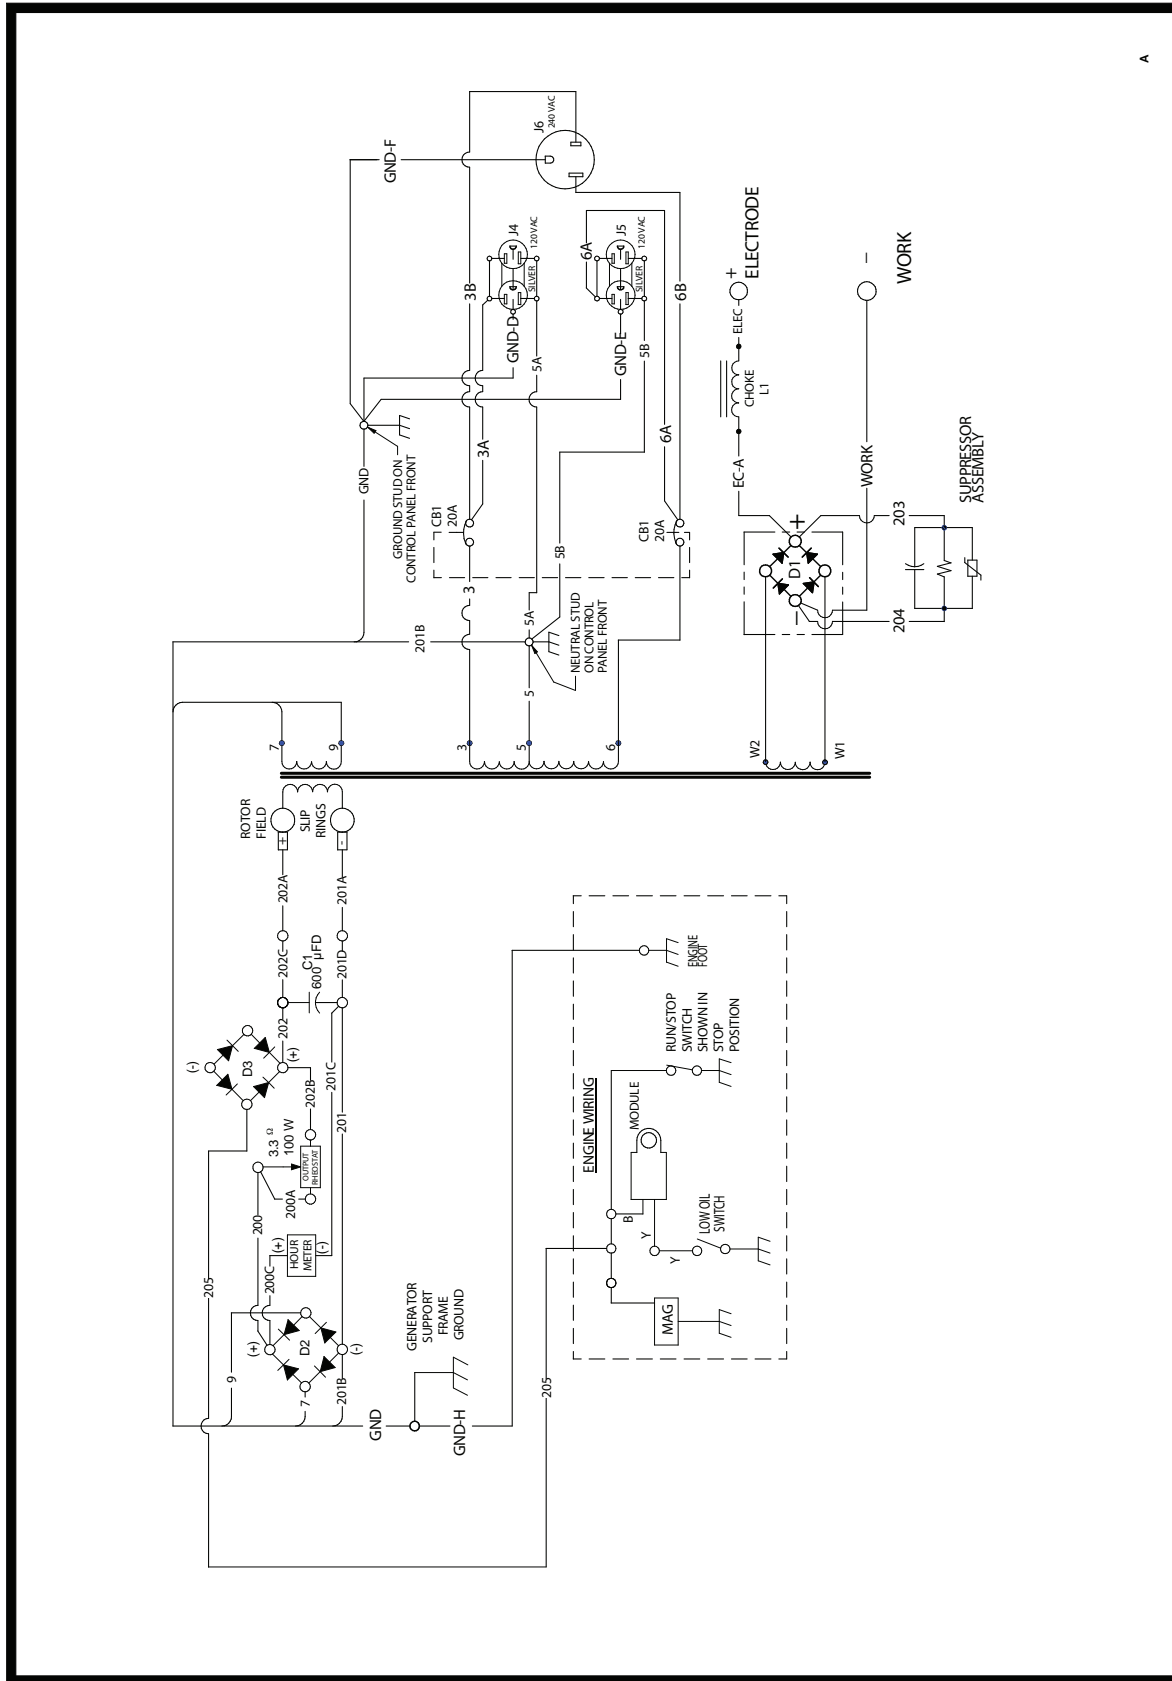 A
GND-F
J6
240 VAC
3B
J4
120 VAC
SILVER
6A
J5
120 VAC
SILVER
6B
GND-D
5A
GND-E
5B
+
ELECTRODE
ELEC
CHOKE
L1
EC-A
–
WORK
WORK
GND
GROUND STUD ON
CONTROL PANEL FRONT
3A
CB1
20A
6A
CB1
20A
5B
3
5A
201B
NEUTRAL STUD
ON CONTROL
PANEL FRONT
5
+
D1
–
203
204
SUPPRESSOR
ASSEMBLY
7
9
3
5
6
W2
W1
ROTOR
FIELD
SLIP
RINGS
+
-
202A
201A
202C
C1
600 µFD
201D
202
D3
(-)
(+)
202B
201C
201
3.3 Ω
100 W
OUTPUT
RHEOSTAT
200
200A
HOUR
METER
(+)
(-)
200C
205
D2
(+)
(-)
9
7
201B
GND
GENERATOR
SUPPORT
FRAME
GROUND
GND-H
205
ENGINE WIRING
ENGINE
FOOT
RUN/STOP
SWITCH
SHOWN IN
STOP
POSITION
MODULE
B
Y
Y
LOW OIL
SWITCH
MAG